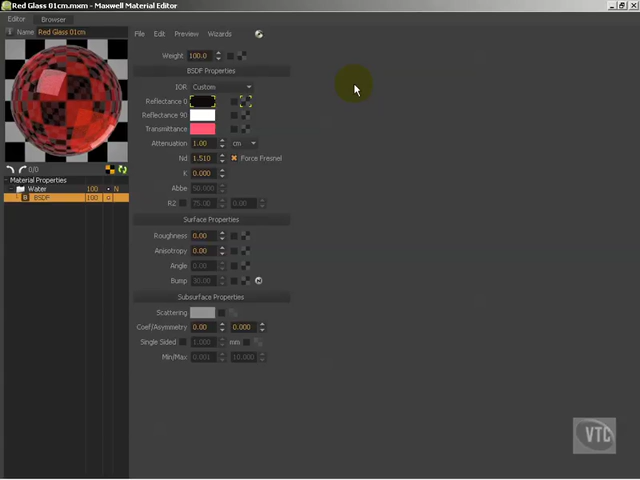 Red Glass 01cm.mxm - Maxwell Material Editor
Editor Browser
Name Red Glass 01cm File Edit Preview Wizards
Weight 100.0
BSDF Properties
IOR Custom
Reflectance 0
Reflectance 90
Transmittance
Attenuation 1.00 cm
Nd 1.510 Force Fresnel
0/0 K 0.000
Material Properties
Water 100 N Abbe 50.000
BSDF 100 R2 75.00 0.00
Surface Properties
Roughness 0.00
Anisotropy 0.00
Angle 0.00
Bump 30.00
Subsurface Properties
Scattering
Coef/Asymmetry 0.00 0.000
Single Sided 1.000 mm
Min/Max 0.001 10.000
VTC